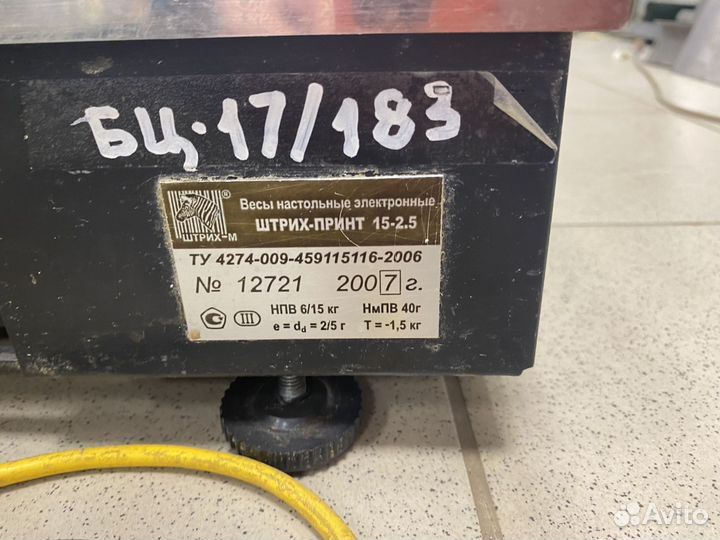 БЦ·17/183
ШТРИХ-М ®
Весы настольные электронные
ШТРИХ-ПРИНТ 15-2.5
ТУ 4274-009-459115116-2006
№ 12721 2007 г.
III
НПВ 6/15 кг НмПВ 40г
e = dd = 2/5 г Т = -1,5 кг
Avito